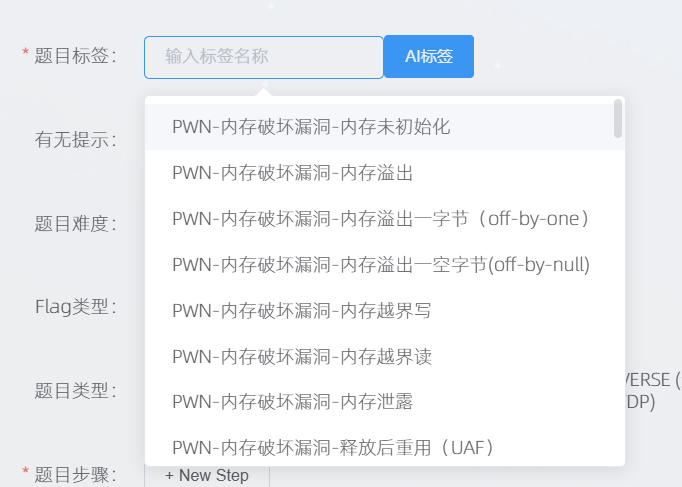 * 题目标签：
输入标签名称
AI标签
PWN-内存破坏漏洞-内存未初始化
有无提示：
PWN-内存破坏漏洞-内存溢出
题目难度：
PWN-内存破坏漏洞-内存溢出一字节（off-by-one）
PWN-内存破坏漏洞-内存溢出一空字节(off-by-null)
Flag类型：
PWN-内存破坏漏洞-内存越界写
PWN-内存破坏漏洞-内存越界读
题目类型：
VERSE (
DP)
PWN-内存破坏漏洞-内存泄露
PWN-内存破坏漏洞-释放后重用（UAF）
* 题目步骤：
+ New Step